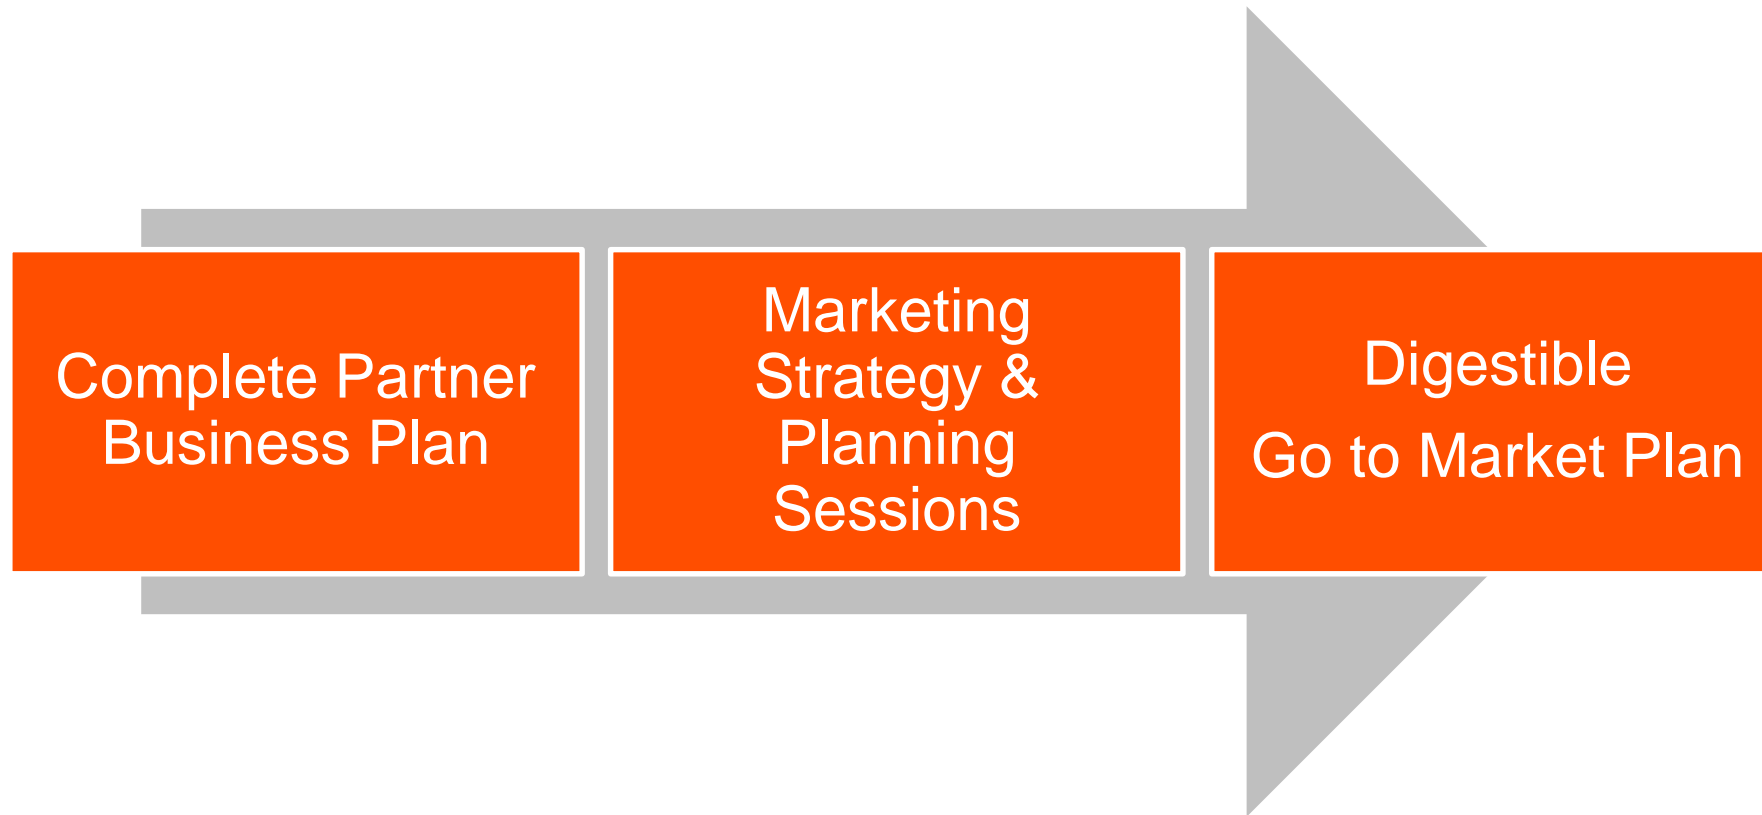 Complete Partner
Business Plan
Marketing
Strategy &
Planning
Sessions
Digestible
Go to Market Plan